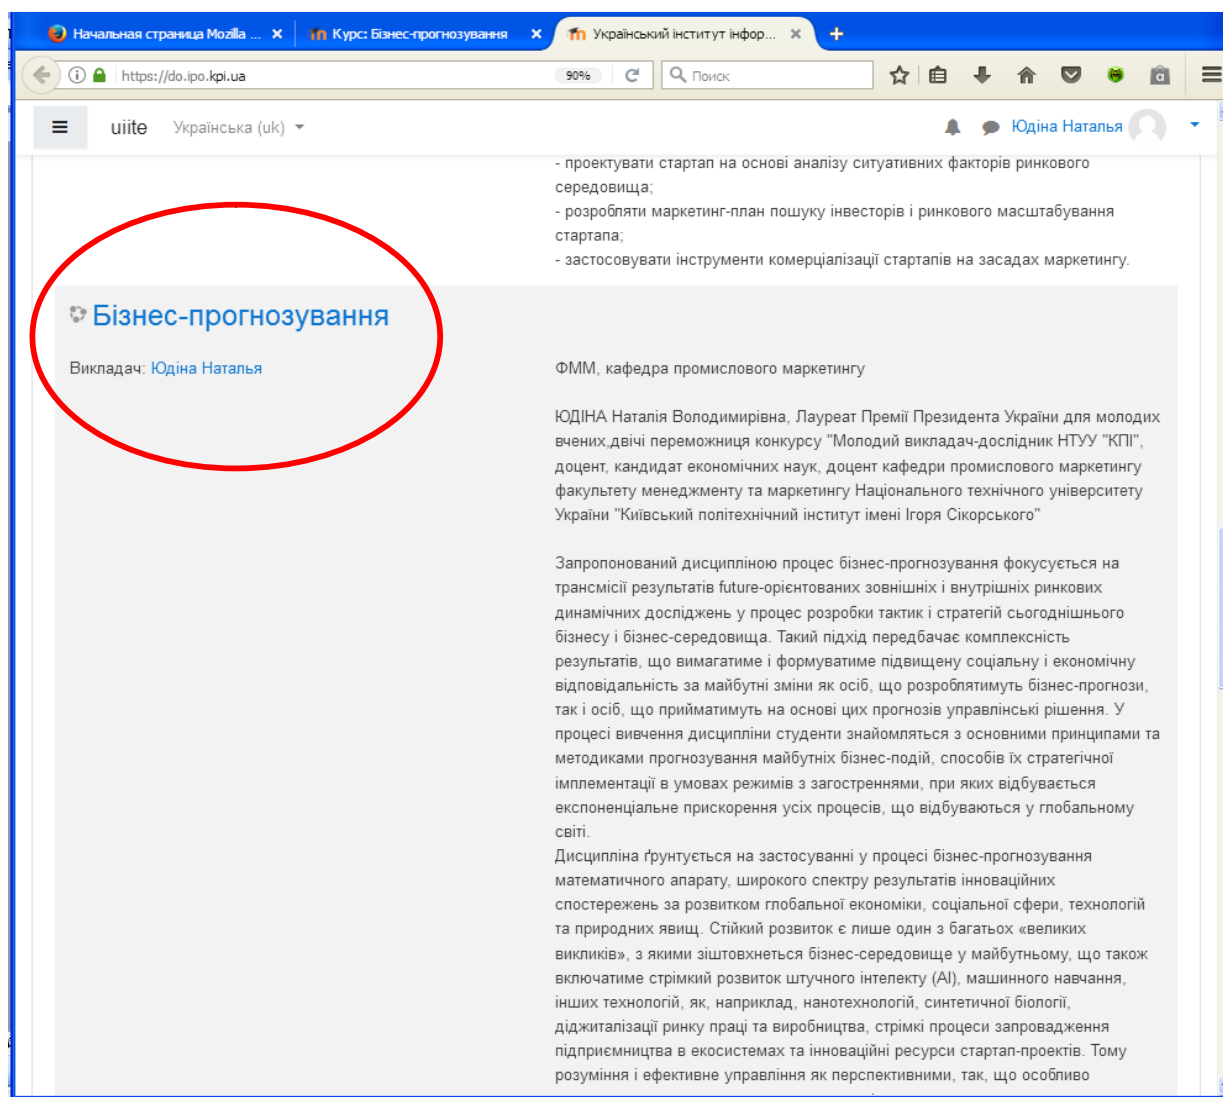 Начальная страница Mozilla ...
Курс: Бізнес-прогнозування
Український інститут інфор...
https://do.ipo.kpi.ua
90%
Поиск
uiite
Українська (uk)
Юдіна Наталья
- проектувати стартап на основі аналізу ситуативних факторів ринкового
середовища;
- розробляти маркетинг-план пошуку інвесторів і ринкового масштабування
стартапа;
- застосовувати інструменти комерціалізації стартапів на засадах маркетингу.
Бізнес-прогнозування
Викладач: Юдіна Наталья
ФММ, кафедра промислового маркетингу
ЮДІНА Наталія Володимирівна, Лауреат Премії Президента України для молодих
вчених,двічі переможниця конкурсу "Молодий викладач-дослідник НТУУ "КПІ",
доцент, кандидат економічних наук, доцент кафедри промислового маркетингу
факультету менеджменту та маркетингу Національного технічного університету
України "Київський політехнічний інститут імені Ігоря Сікорського"
Запропонований дисципліною процес бізнес-прогнозування фокусується на
трансмісії результатів future-орієнтованих зовнішніх і внутрішніх ринкових
динамічних досліджень у процес розробки тактик і стратегій сьогоднішнього
бізнесу і бізнес-середовища. Такий підхід передбачає комплексність
результатів, що вимагатиме і формуватиме підвищену соціальну і економічну
відповідальність за майбутні зміни як осіб, що розроблятимуть бізнес-прогнози,
так і осіб, що прийматимуть на основі цих прогнозів управлінські рішення. У
процесі вивчення дисципліни студенти знайомляться з основними принципами та
методиками прогнозування майбутніх бізнес-подій, способів їх стратегічної
імплементації в умовах режимів з загостреннями, при яких відбувається
експоненціальне прискорення усіх процесів, що відбуваються у глобальному
світі.
Дисципліна ґрунтується на застосуванні у процесі бізнес-прогнозування
математичного апарату, широкого спектру результатів інноваційних
спостережень за розвитком глобальної економіки, соціальної сфери, технологій
та природних явищ. Стійкий розвиток є лише один з багатьох «великих
викликів», з якими зіштовхнеться бізнес-середовище у майбутньому, що також
включатиме стрімкий розвиток штучного інтелекту (AI), машинного навчання,
інших технологій, як, наприклад, нанотехнологій, синтетичної біології,
діджиталізації ринку праці та виробництва, стрімкі процеси запровадження
підприємництва в екосистемах та інноваційні ресурси стартап-проектів. Тому
розуміння і ефективне управління як перспективними, так, що особливо